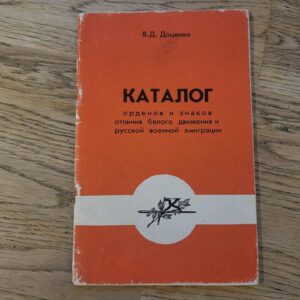 В.Д. Доценко
КАТАЛОГ
орденов и знаков
отличия белого движения и
русской военной эмиграции